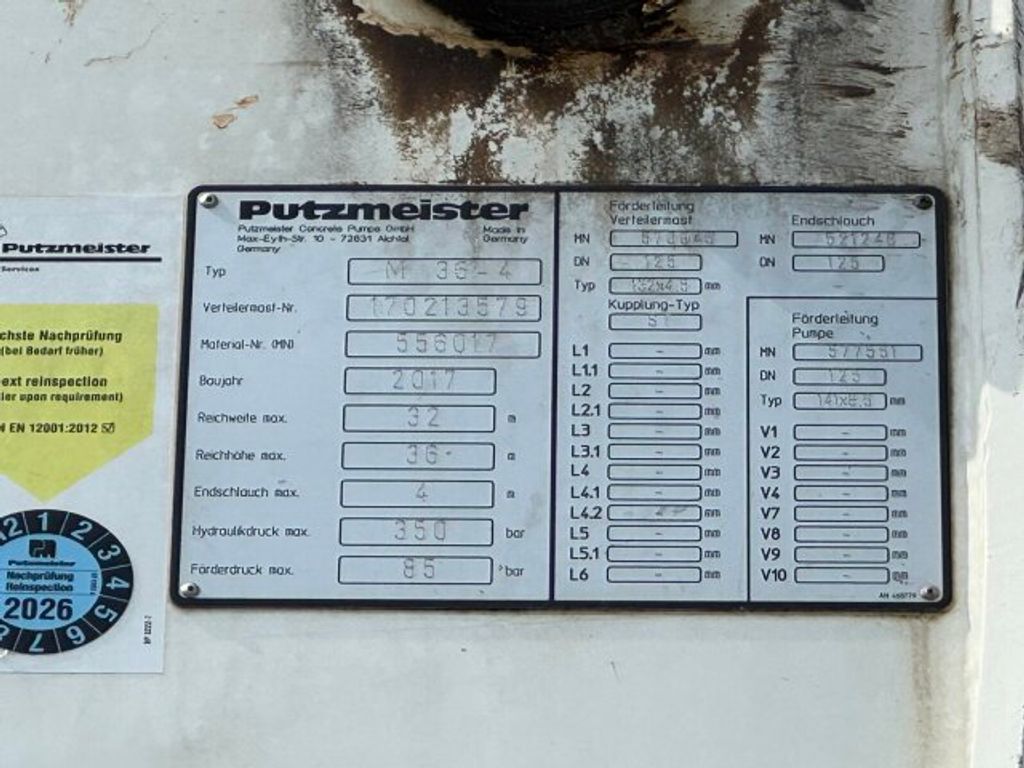 Putzmeister
Services
chste Nachprüfung
(bei Bedarf früher)
ext reinspection
ier upon requirement)
EN 12001:2012 ☑
12 1 2 3 4 5 6 7 8
Putzmeister
Nachprüfung
Reinspection
2026
Putzmeister
Putzmeister Concrete Pumps GmbH
Max-Eyth-Str. 10 - 72631 Aichtal
Germany
Made in
Germany
Typ M 36-4
Verteilermast-Nr. 170213579
Material-Nr. (MN) 556017
Baujahr 2017
Reichweite max. 32 m
Reichhöhe max. 36 m
Endschlauch max. 4 m
Hydraulikdruck max. 350 bar
Förderdruck max. 85 bar
Förderleitung
Verteilermast
MN
DN 125
Typ mm
Kupplung-Typ
L1 - mm
L1.1 - mm
L2 - mm
L2.1 - mm
L3 - mm
L3.1 - mm
L4 - mm
L4.1 - mm
L4.2 - mm
L5 - mm
L5.1 - mm
L6 - mm
Endschlauch
MN 521246
DN 125
Förderleitung
Pumpe
MN 577551
DN 125
Typ mm
V1 - mm
V2 - mm
V3 - mm
V4 - mm
V7 - mm
V8 - mm
V9 - mm
V10 - mm